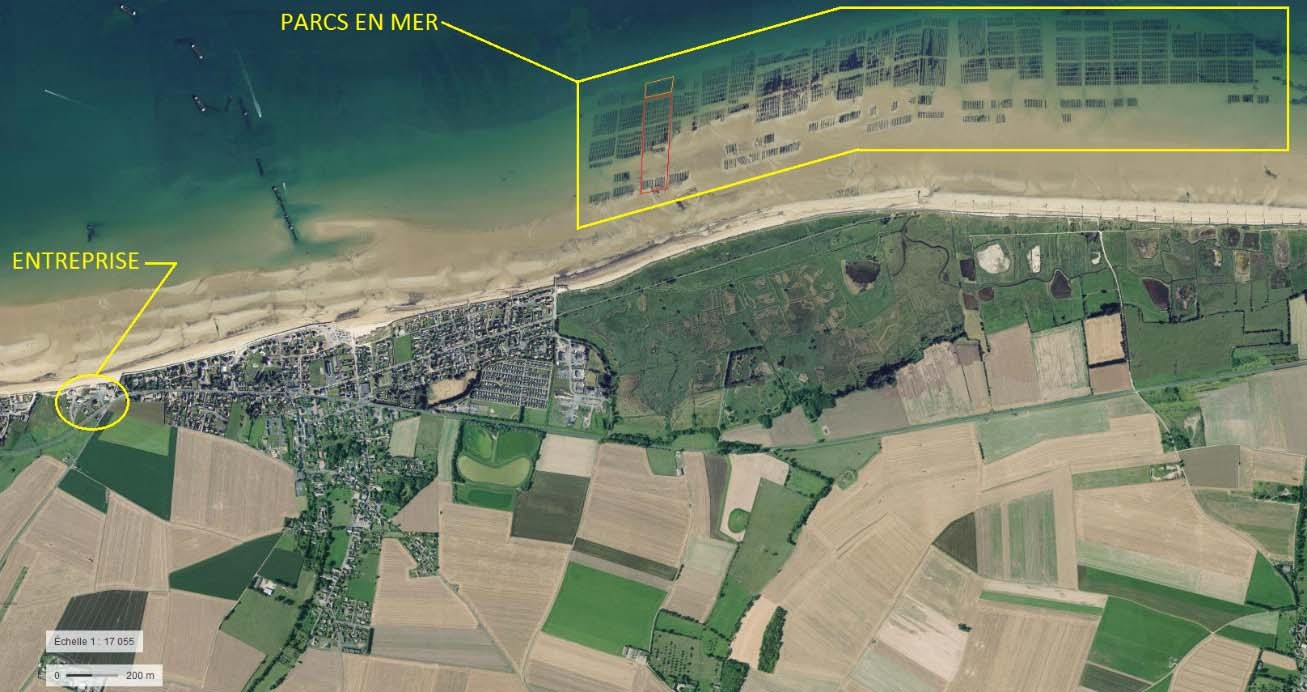 PARCS EN MER
ENTREPRISE
Échelle 1 : 17 055
0 200 m